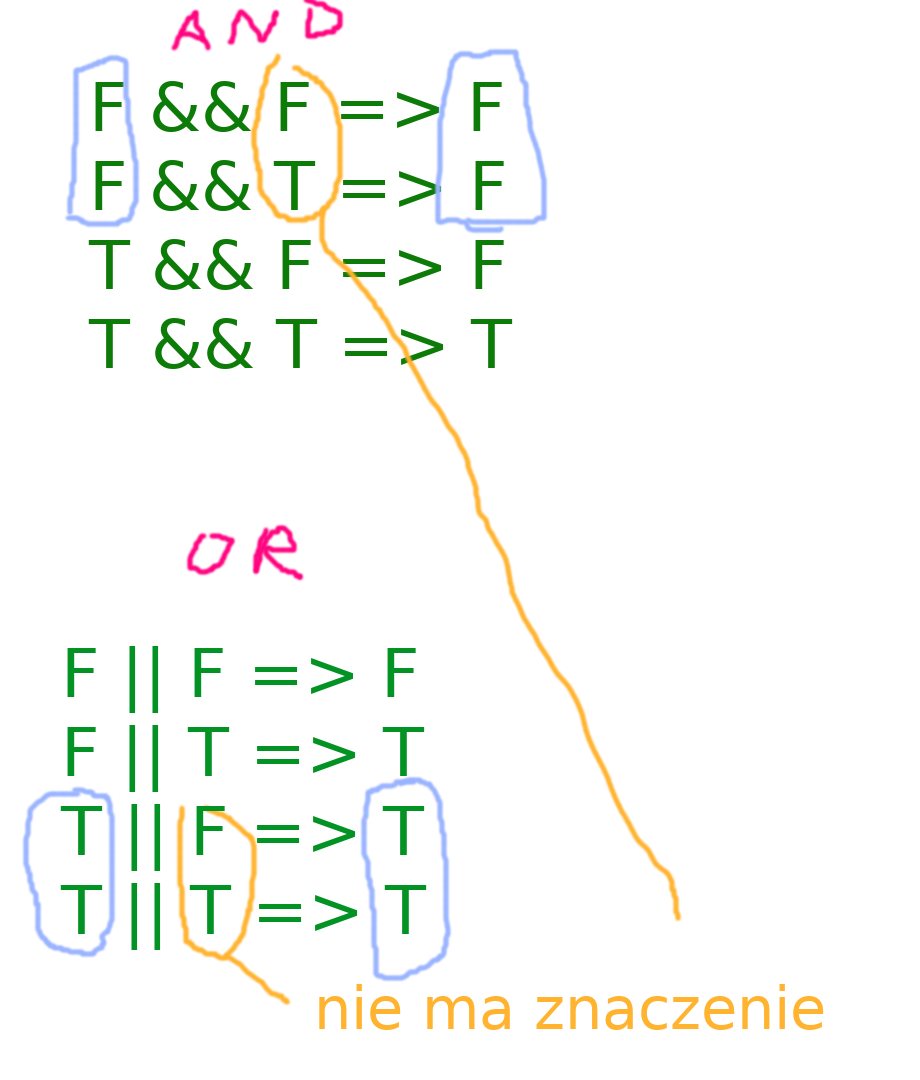 AND
F && F => F
F && T => F
T && F => F
T && T => T
OR
F || F => F
F || T => T
T || F => T
T || T => T
nie ma znaczenie